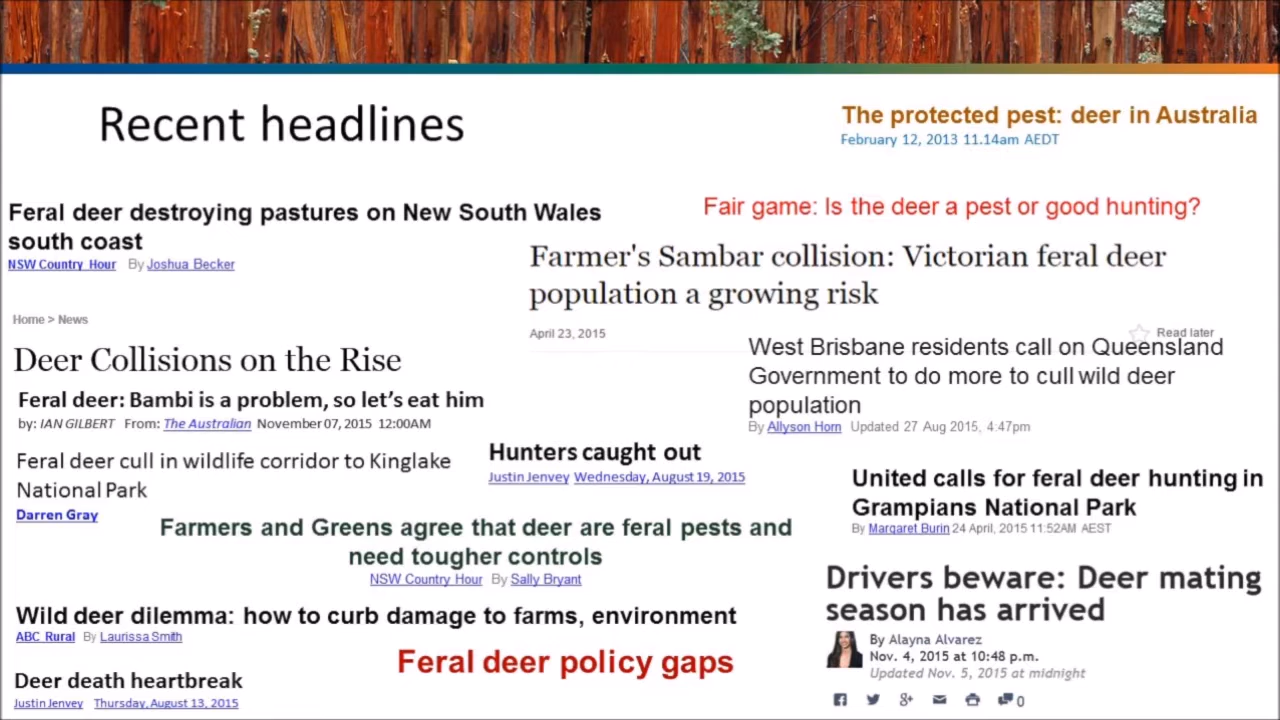 Recent headlines
The protected pest: deer in Australia
February 12, 2013 11.14am AEDT
Feral deer destroying pastures on New South Wales
south coast
NSW Country Hour By Joshua Becker
Fair game: Is the deer a pest or good hunting?
Farmer's Sambar collision: Victorian feral deer
population a growing risk
April 23, 2015
Read later
Home > News
Deer Collisions on the Rise
West Brisbane residents call on Queensland
Government to do more to cull wild deer
population
By Allyson Horn Updated 27 Aug 2015, 4:47pm
Feral deer: Bambi is a problem, so let's eat him
by: IAN GILBERT From: The Australian November 07, 2015 12:00AM
Feral deer cull in wildlife corridor to Kinglake
National Park
Darren Gray
Hunters caught out
Justin Jenvey Wednesday, August 19, 2015
United calls for feral deer hunting in
Grampians National Park
By Margaret Burin 24 April, 2015 11:52AM AEST
Farmers and Greens agree that deer are feral pests and
need tougher controls
NSW Country Hour By Sally Bryant
Drivers beware: Deer mating
season has arrived
By Alayna Alvarez
Nov. 4, 2015 at 10:48 p.m.
Updated Nov. 5, 2015 at midnight
0
Wild deer dilemma: how to curb damage to farms, environment
ABC Rural By Laurissa Smith
Feral deer policy gaps
Deer death heartbreak
Justin Jenvey Thursday, August 13, 2015